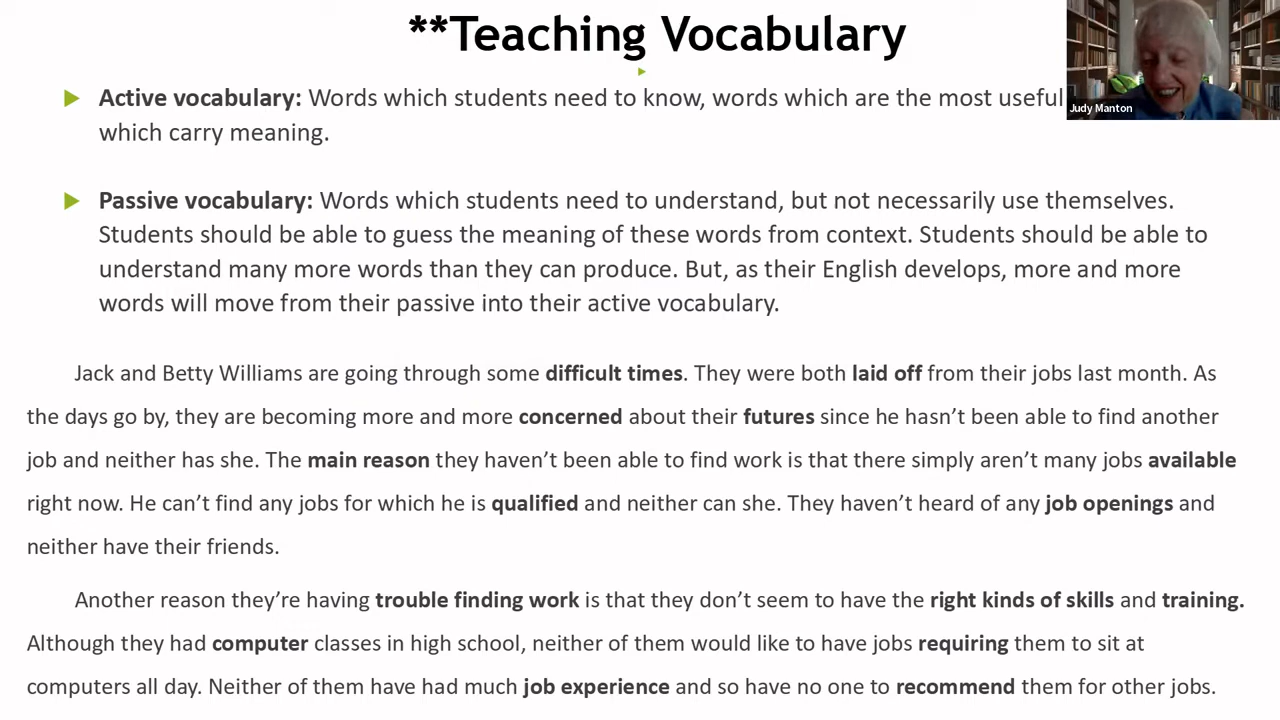 **Teaching Vocabulary
Active vocabulary: Words which students need to know, words which are the most useful
which carry meaning.
Judy Manton
Passive vocabulary: Words which students need to understand, but not necessarily use themselves.
Students should be able to guess the meaning of these words from context. Students should be able to
understand many more words than they can produce. But, as their English develops, more and more
words will move from their passive into their active vocabulary.
Jack and Betty Williams are going through some difficult times. They were both laid off from their jobs last month. As
the days go by, they are becoming more and more concerned about their futures since he hasn't been able to find another
job and neither has she. The main reason they haven't been able to find work is that there simply aren't many jobs available
right now. He can't find any jobs for which he is qualified and neither can she. They haven't heard of any job openings and
neither have their friends.
Another reason they're having trouble finding work is that they don't seem to have the right kinds of skills and training.
Although they had computer classes in high school, neither of them would like to have jobs requiring them to sit at
computers all day. Neither of them have had much job experience and so have no one to recommend them for other jobs.